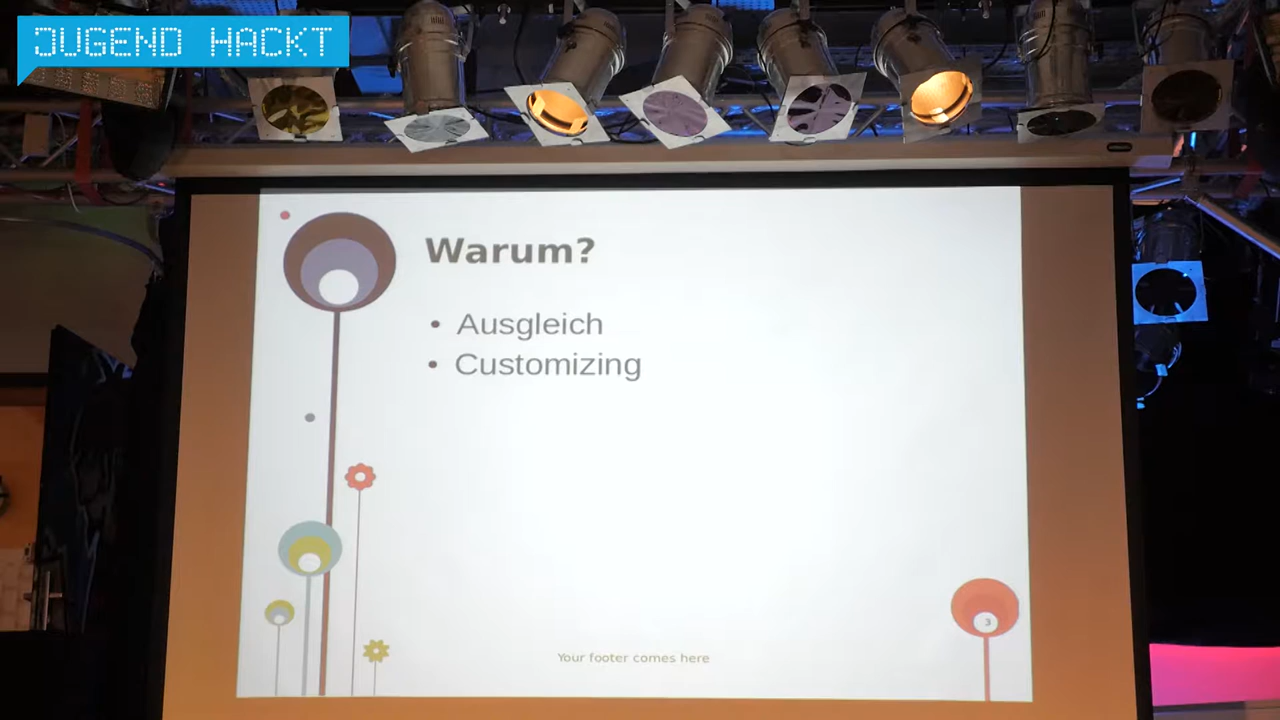 JUGEND HACKT
Warum?
• Ausgleich
• Customizing
3
Your footer comes here